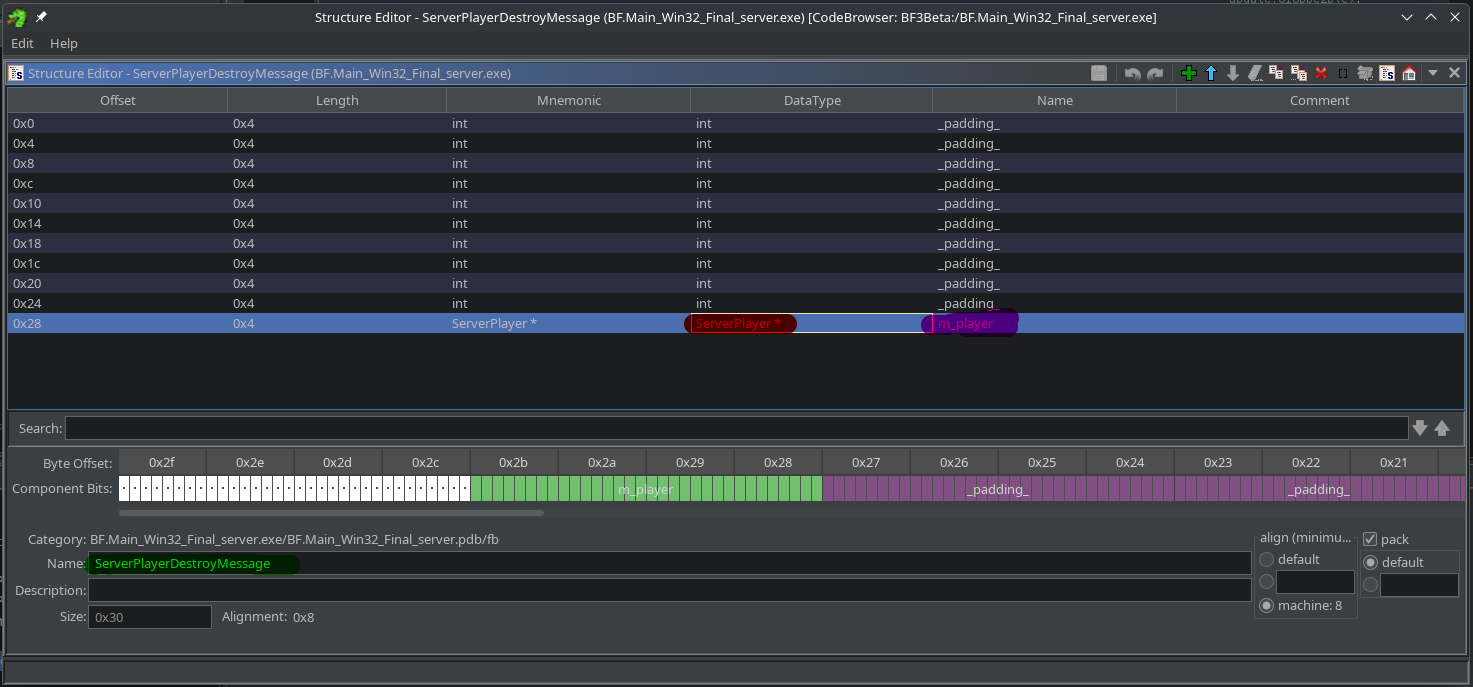 Structure Editor - ServerPlayerDestroyMessage (BF.Main_Win32_Final_server.exe) [CodeBrowser: BF3Beta:/BF.Main_Win32_Final_server.exe]
Edit Help
Structure Editor - ServerPlayerDestroyMessage (BF.Main_Win32_Final_server.exe)
Offset Length Mnemonic DataType Name Comment
0x0 0x4 int int _padding_
0x4 0x4 int int _padding_
0x8 0x4 int int _padding_
0xc 0x4 int int _padding_
0x10 0x4 int int _padding_
0x14 0x4 int int _padding_
0x18 0x4 int int _padding_
0x1c 0x4 int int _padding_
0x20 0x4 int int _padding_
0x24 0x4 int int _padding_
0x28 0x4 ServerPlayer * ServerPlayer * m_player
Search:
Byte Offset: 0x2f 0x2e 0x2d 0x2c 0x2b 0x2a 0x29 0x28 0x27 0x26 0x25 0x24 0x23 0x22 0x21
Component Bits: m_player _padding_ _padding_
Category: BF.Main_Win32_Final_server.exe/BF.Main_Win32_Final_server.pdb/fb
align (minimu... pack
Name: ServerPlayerDestroyMessage
default default
Description:
Size: 0x30 Alignment: 0x8
machine: 8